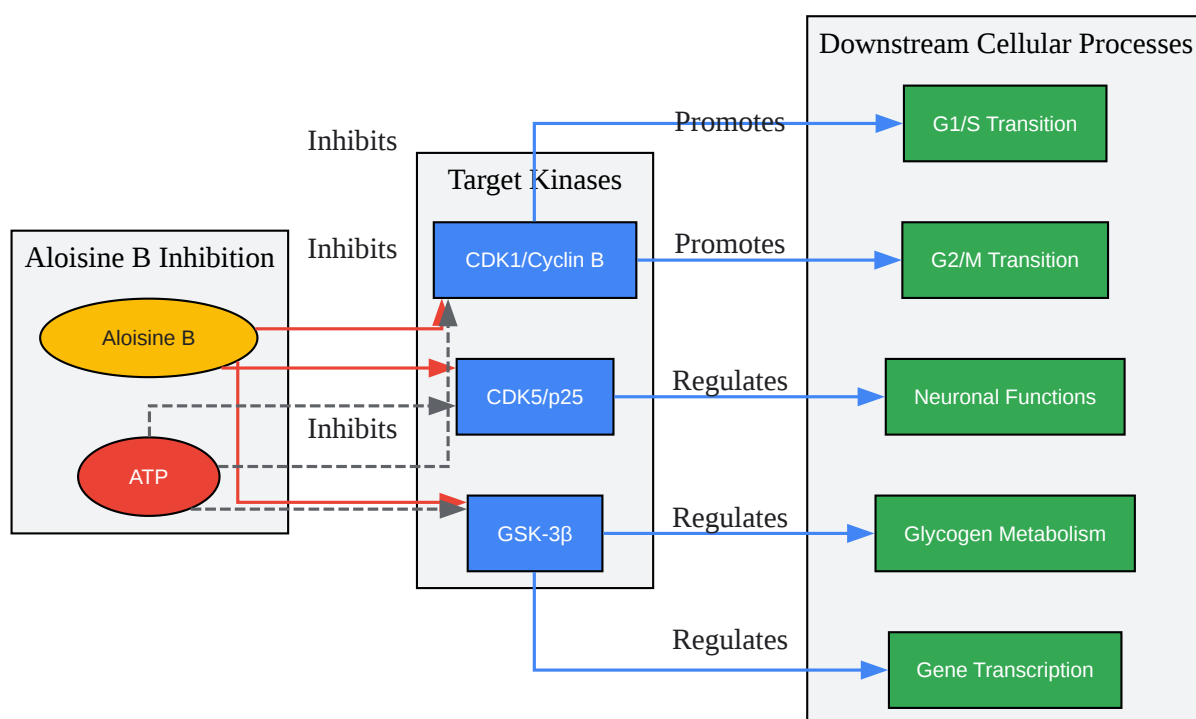 Downstream Cellular Processes
G1/S Transition
Promotes
Inhibits
Target Kinases
CDK1/Cyclin B
Promotes
G2/M Transition
Inhibits
Aloisine B Inhibition
Aloisine B
CDK5/p25
Regulates
Neuronal Functions
Inhibits
ATP
GSK-3β
Regulates
Glycogen Metabolism
Regulates
Gene Transcription